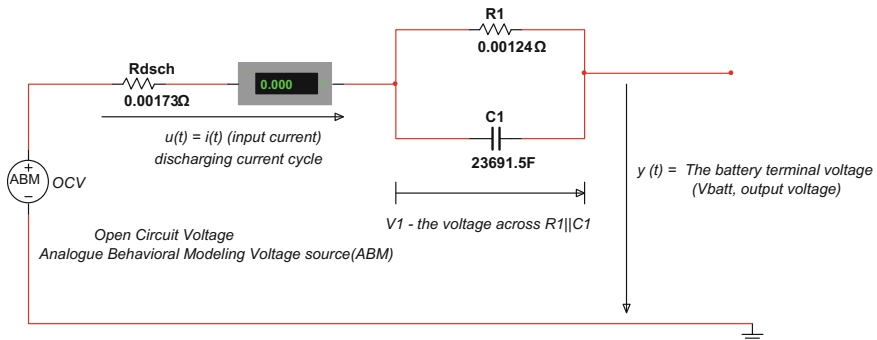 R1
0.00124Ω
Rdsch
0.000
0.00173Ω
C1
23691.5F
u(t) = i(t) (input current)
discharging current cycle
y (t) = The battery terminal voltage
(Vbatt, output voltage)
+
ABM
−
OCV
V1 - the voltage across R1||C1
Open Circuit Voltage
Analogue Behavioral Modeling Voltage source(ABM)